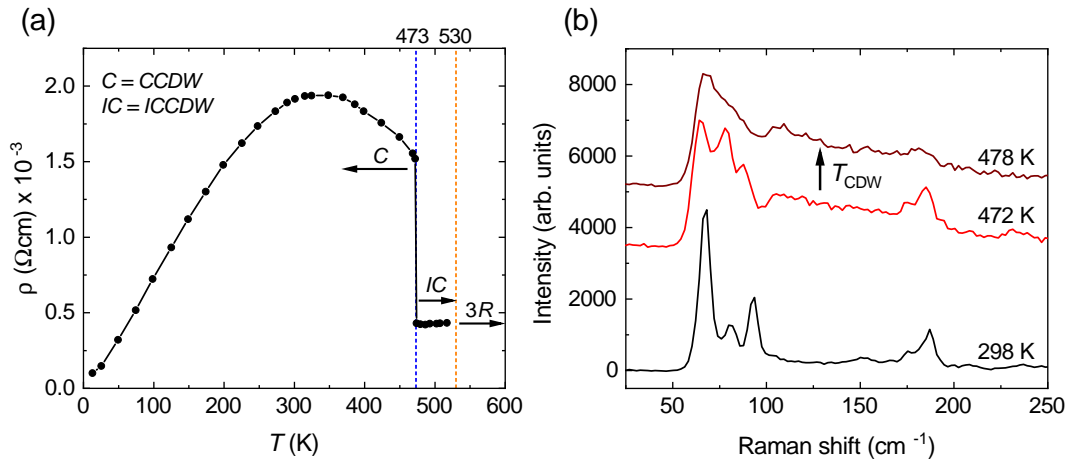 (a)
473 530
C = CCDW
IC = ICCDW
C
IC
3R
2.0
1.5
1.0
0.5
0.0
ρ (Ωcm) x 10⁻³
0 100 200 300 400 500 600
T (K)
(b)
8000
6000
4000
2000
0
Intensity (arb. units)
478 K
T_CDW
472 K
298 K
50 100 150 200 250
Raman shift (cm ⁻¹)